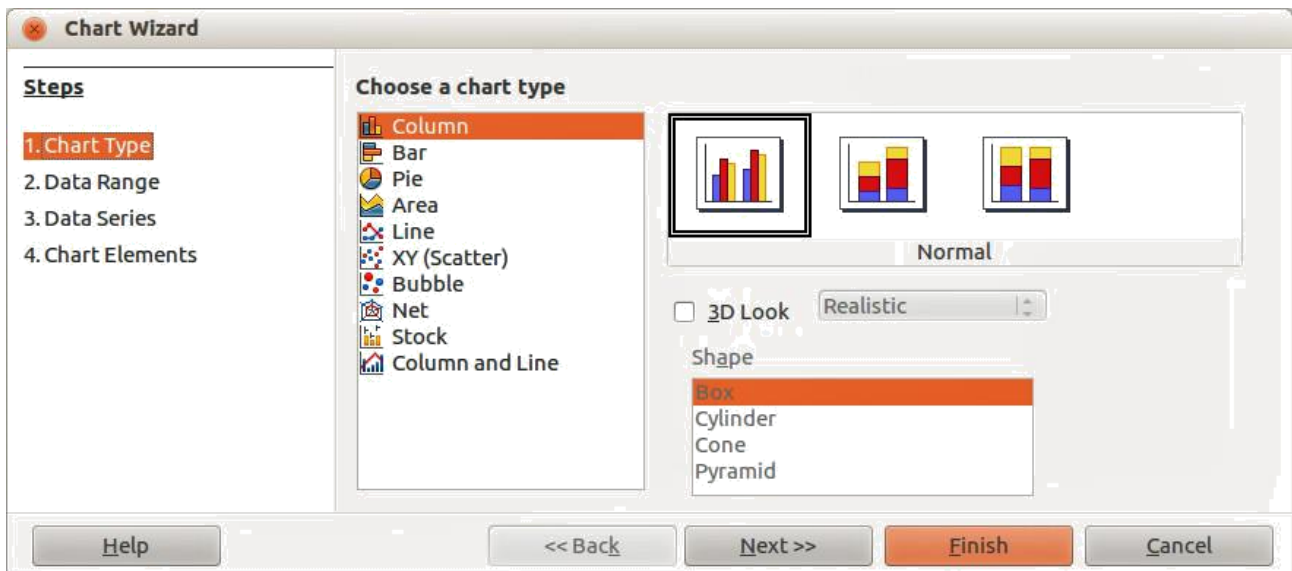 Chart Wizard
Steps
1. Chart Type
2. Data Range
3. Data Series
4. Chart Elements
Choose a chart type
Column
Bar
Pie
Area
Line
XY (Scatter)
Bubble
Net
Stock
Column and Line
Normal
3D Look
Realistic
Shape
Box
Cylinder
Cone
Pyramid
Help
<< Back
Next >>
Finish
Cancel